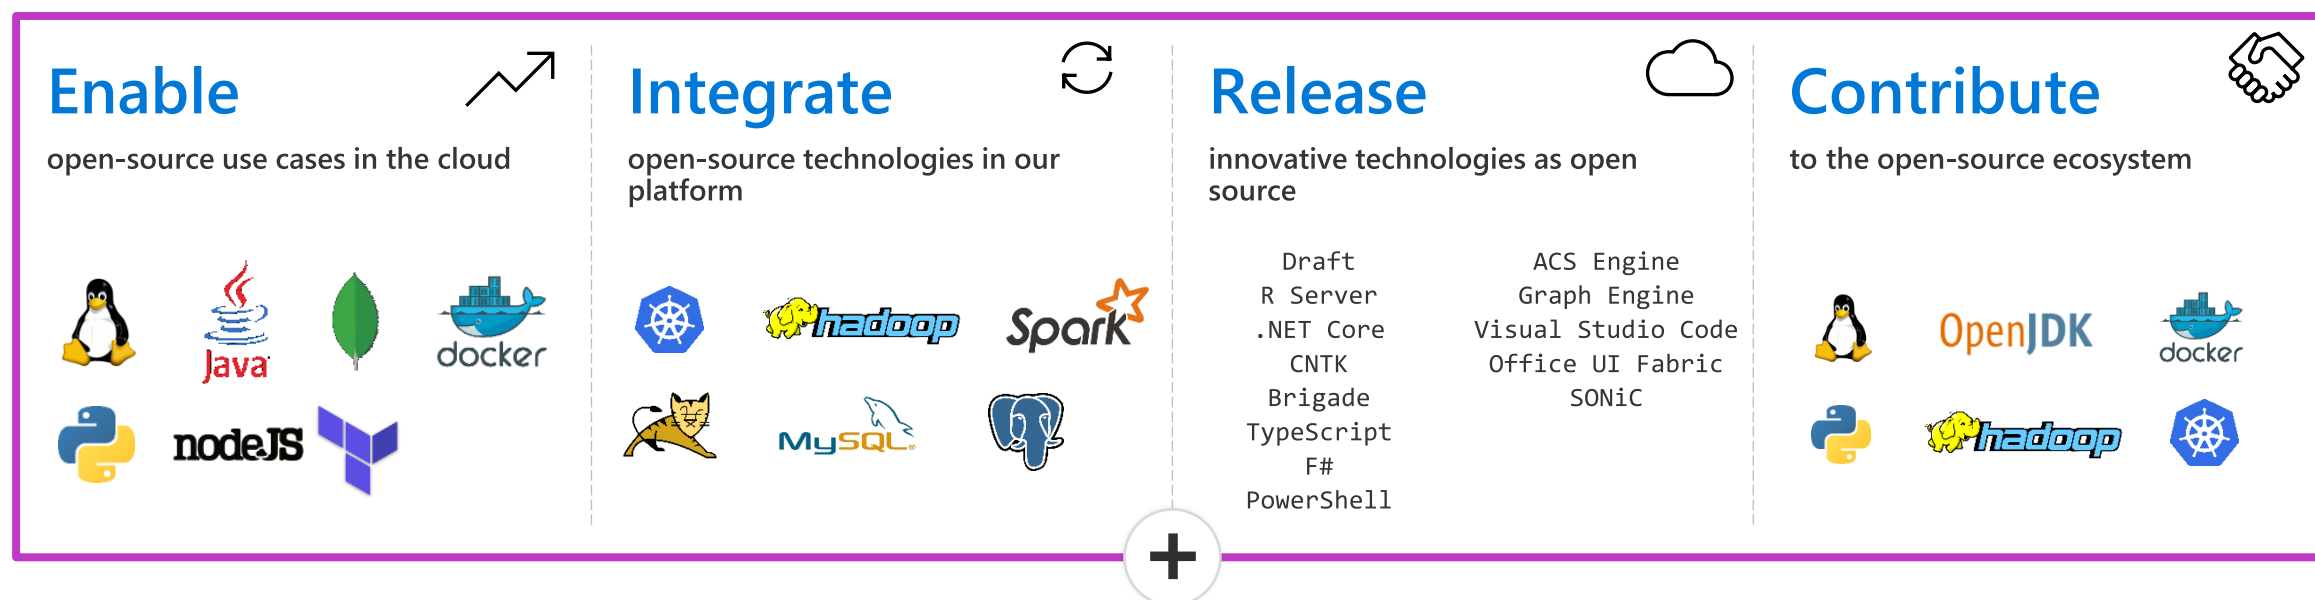 Enable
open-source use cases in the cloud
Java
docker
nodeJS
Integrate
open-source technologies in our
platform
hadoop
Spark
MySQL
Release
innovative technologies as open
source
Draft
R Server
.NET Core
CNTK
Brigade
TypeScript
F#
PowerShell
ACS Engine
Graph Engine
Visual Studio Code
Office UI Fabric
SONiC
Contribute
to the open-source ecosystem
OpenJDK
docker
hadoop
+